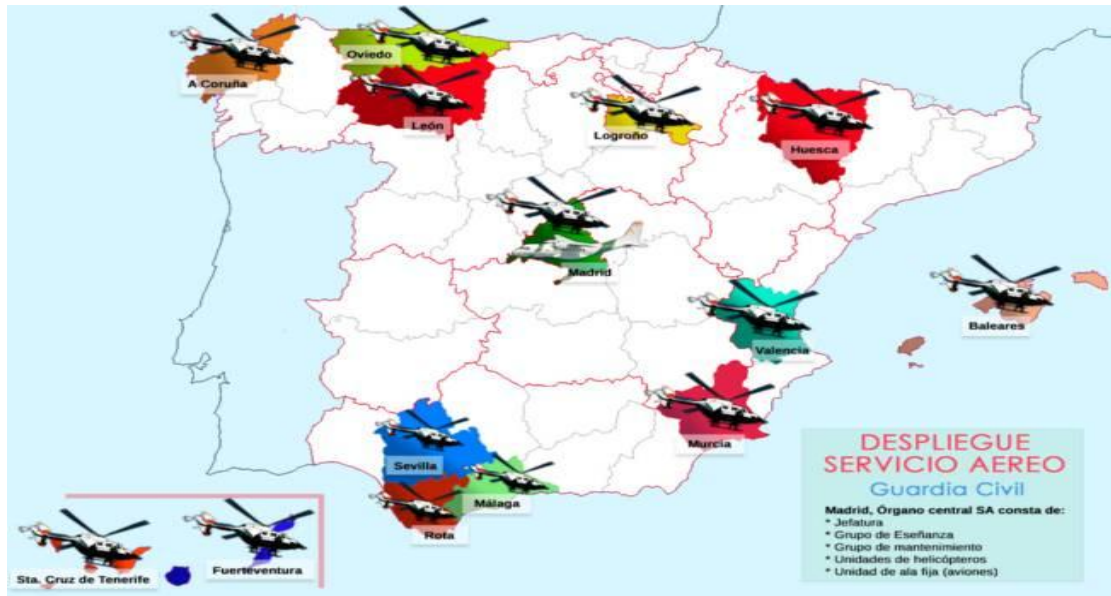 Oviedo
A Coruña
León
Logroño
Huesca
Madrid
Baleares
Valencia
Murcia
Sevilla
Málaga
Rota
Sta. Cruz de Tenerife
Fuerteventura
DESPLIEGUE
SERVICIO AEREO
Guardia Civil
Madrid, Órgano central SA consta de:
* Jefatura
* Grupo de Eseñanza
* Grupo de mantenimiento
* Unidades de helicópteros
* Unidad de ala fija (aviones)